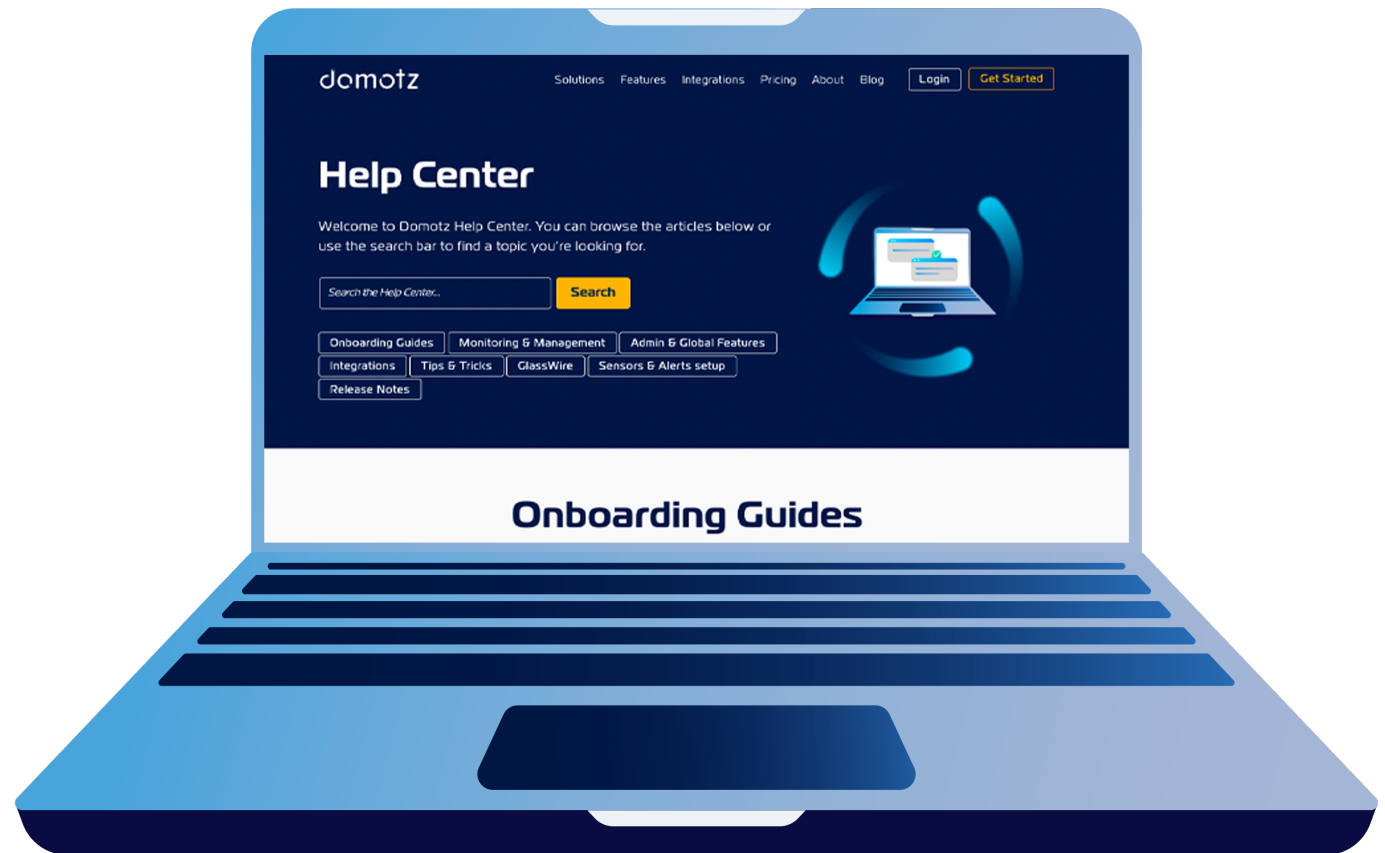 domotz
Solutions Features Integrations Pricing About Blog Login Get Started
Help Center
Welcome to Domotz Help Center. You can browse the articles below or
use the search bar to find a topic you're looking for.
Search the Help Center...
Search
Onboarding Guides Monitoring & Management Admin & Global Features
Integrations Tips & Tricks GlassWire Sensors & Alerts setup
Release Notes
Onboarding Guides